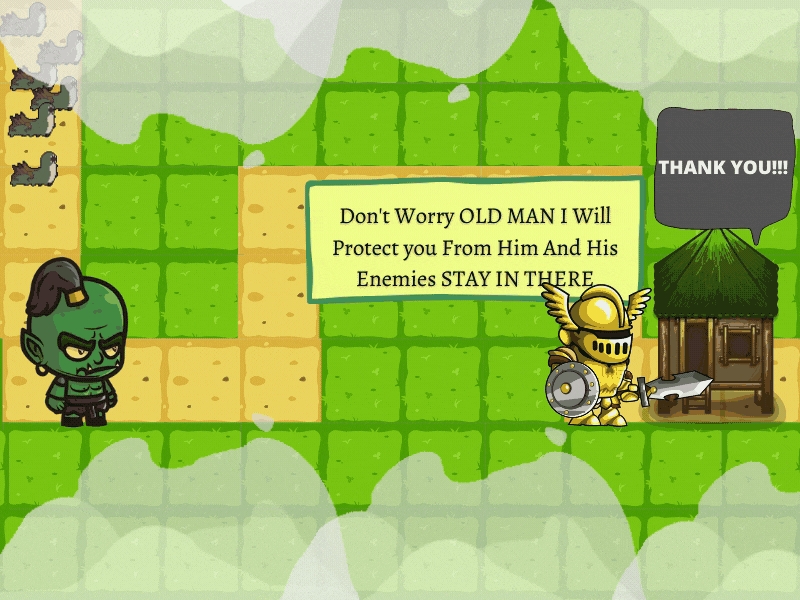 Don't Worry OLD MAN I Will
Protect you From Him And His
Enemies STAY IN THERE
THANK YOU!!!